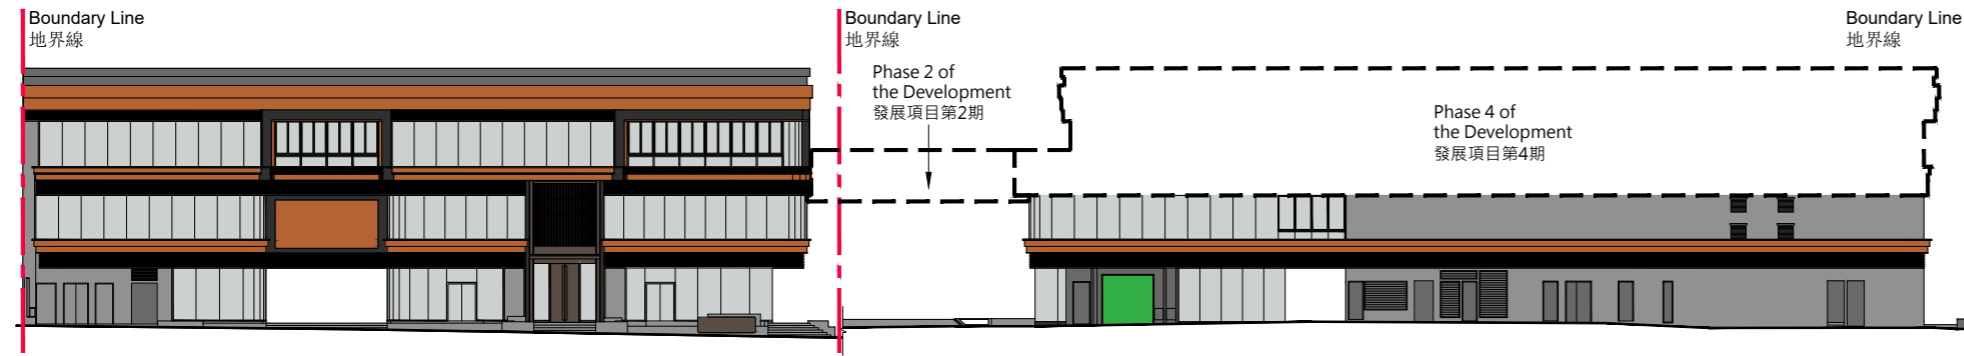 Boundary Line
地界線
Boundary Line
地界線
Boundary Line
地界線
Phase 2 of
the Development
發展項目第2期
Phase 4 of
the Development
發展項目第4期